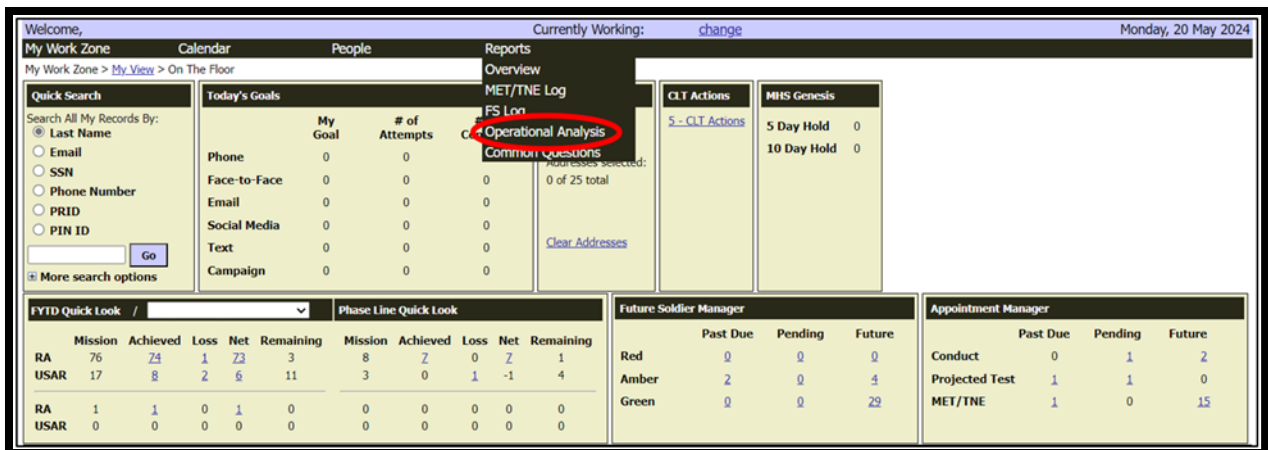 Welcome, Currently Working: change Monday, 20 May 2024
My Work Zone Calendar People Reports
My Work Zone > My View > On The Floor
Overview
MET/TNE Log
FS Log
Operational Analysis
Common Questions
Quick Search
Search All My Records By:
Last Name
Email
SSN
Phone Number
PRID
PIN ID
Go
More search options
Today's Goals
My Goal # of Attempts
Phone 0 0
Face-to-Face 0 0 0
Email 0 0 0
Social Media 0 0 0
Text 0 0 0
Campaign 0 0 0
Addresses selected:
0 of 25 total
Clear Addresses
CLT Actions
5 - CLT Actions
MHS Genesis
5 Day Hold 0
10 Day Hold 0
FYTD Quick Look /
Mission Achieved Loss Net Remaining
RA 76 74 1 73 3
USAR 17 8 2 6 11
RA 1 1 0 1 0
USAR 0 0 0 0 0
Phase Line Quick Look
Mission Achieved Loss Net Remaining
8 7 0 7 1
3 0 1 -1 4
0 0 0 0 0
0 0 0 0 0
Future Soldier Manager
Past Due Pending Future
Red 0 0 0
Amber 2 0 4
Green 0 0 29
Appointment Manager
Past Due Pending Future
Conduct 0 1 2
Projected Test 1 1 0
MET/TNE 1 0 15